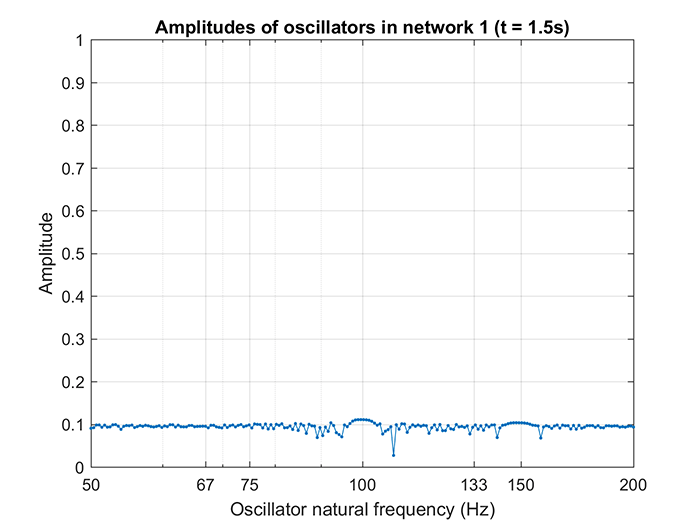 Amplitudes of oscillators in network 1 (t = 1.5s)
1
0.9
0.8
0.7
0.6
0.5
0.4
0.3
0.2
0.1
0
Amplitude
50 67 75 100 133 150 200
Oscillator natural frequency (Hz)